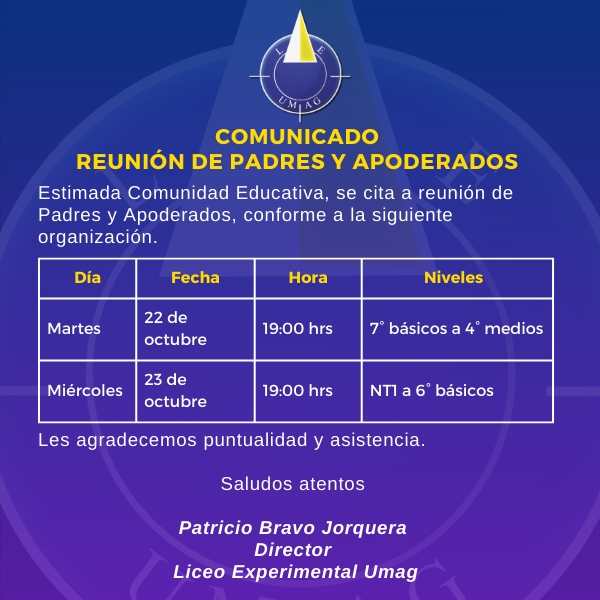 L E
UMAG
COMUNICADO
REUNIÓN DE PADRES Y APODERADOS
Estimada Comunidad Educativa, se cita a reunión de
Padres y Apoderados, conforme a la siguiente
organización.
Día Fecha Hora Niveles
Martes 22 de octubre 19:00 hrs 7° básicos a 4° medios
Miércoles 23 de octubre 19:00 hrs NT1 a 6° básicos
Les agradecemos puntualidad y asistencia.
Saludos atentos
Patricio Bravo Jorquera
Director
Liceo Experimental Umag